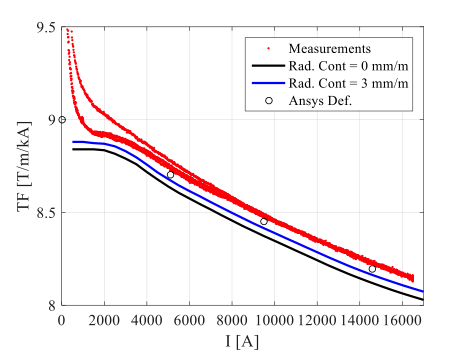 9.5
Measurements
Rad. Cont = 0 mm/m
Rad. Cont = 3 mm/m
Ansys Def.
9
8.5
8
TF [T/m/kA]
0 2000 4000 6000 8000 10000 12000 14000 16000
I [A]